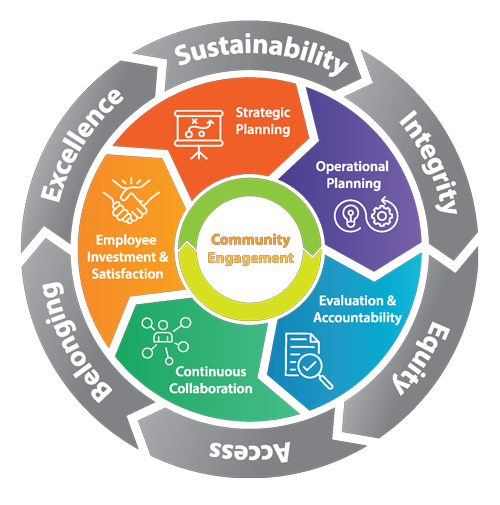 Sustainability
Integrity
Equity
Access
Belonging
Excellence
Strategic
Planning
Operational
Planning
Evaluation &
Accountability
Continuous
Collaboration
Employee
Investment &
Satisfaction
Community
Engagement